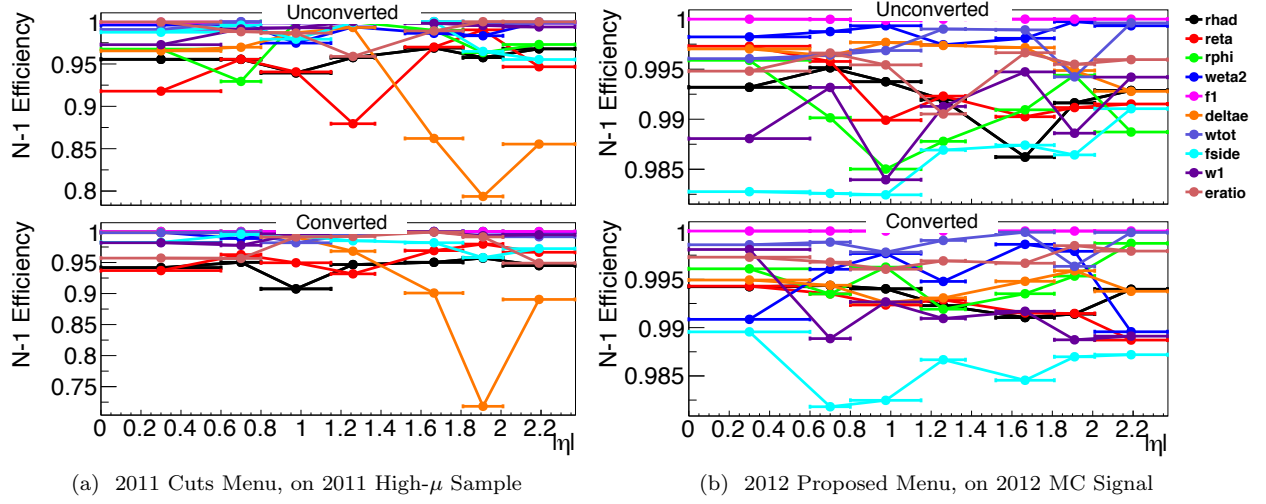 Unconverted
N-1 Efficiency
1
0.95
0.9
0.85
0.8
Converted
N-1 Efficiency
1
0.95
0.9
0.85
0.8
0.75
0 0.2 0.4 0.6 0.8 1 1.2 1.4 1.6 1.8 2 2.2
|η|
(a) 2011 Cuts Menu, on 2011 High-μ Sample
Unconverted
N-1 Efficiency
1
0.995
0.99
0.985
Converted
N-1 Efficiency
1
0.995
0.99
0.985
0 0.2 0.4 0.6 0.8 1 1.2 1.4 1.6 1.8 2 2.2
|η|
(b) 2012 Proposed Menu, on 2012 MC Signal
rhad
reta
rphi
weta2
f1
deltae
wtot
fside
w1
eratio